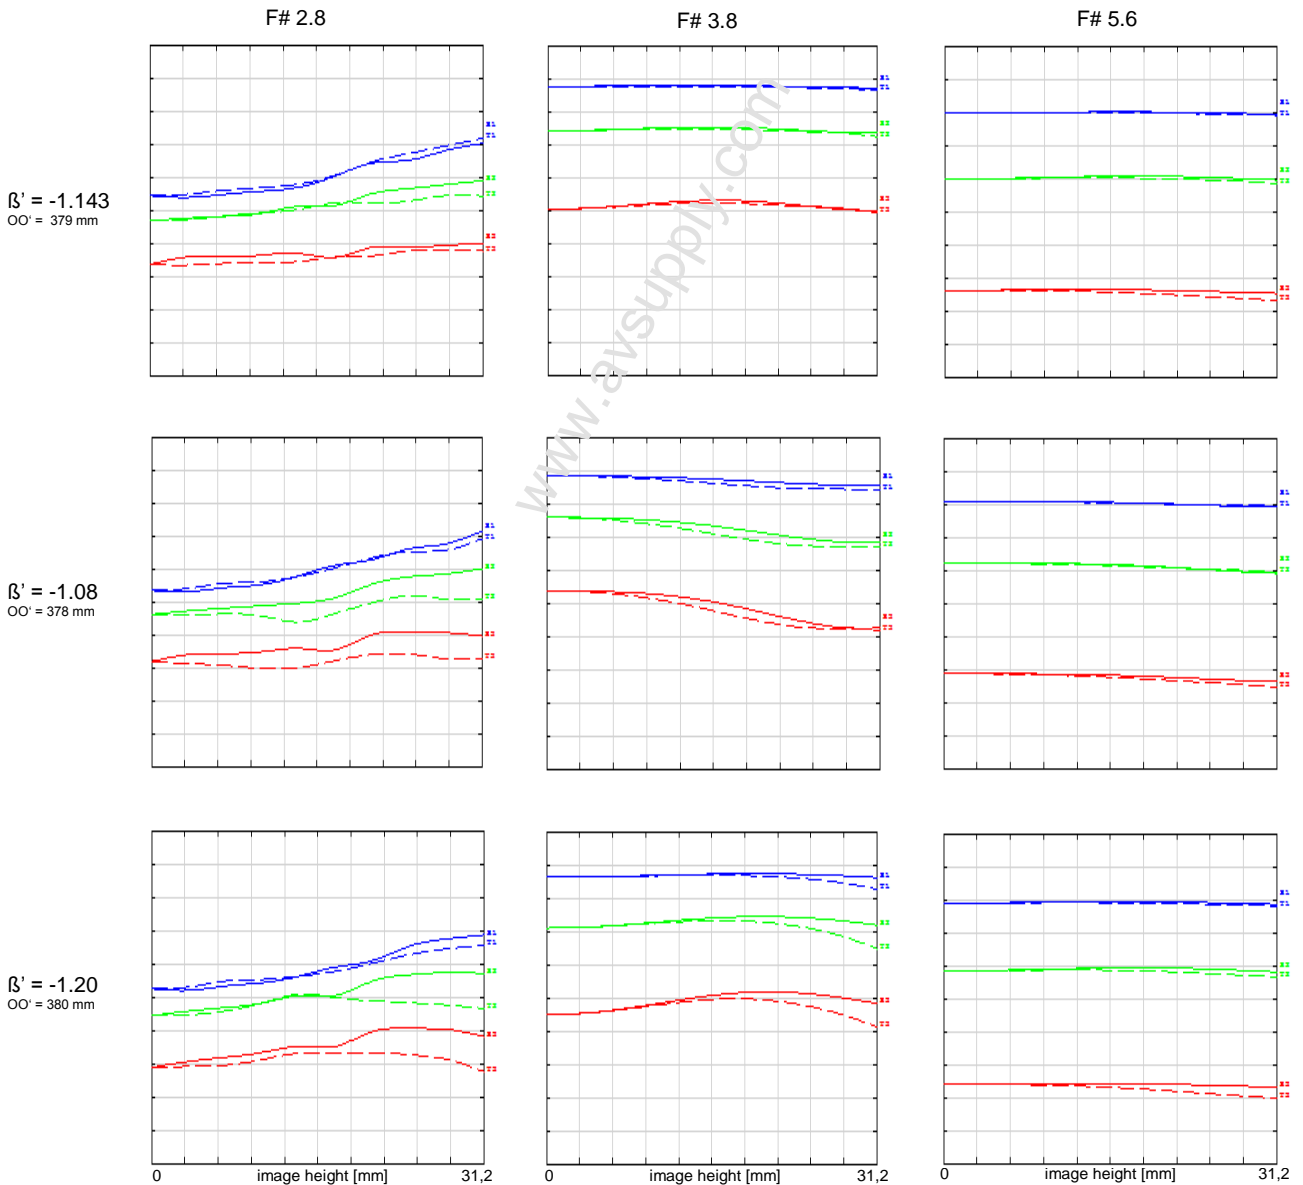 F# 2.8
F# 3.8
F# 5.6
ß’ = -1.143
OO‘ = 379 mm
www.avsupply.com
ß’ = -1.08
OO‘ = 378 mm
ß’ = -1.20
OO‘ = 380 mm
0 image height [mm] 31,2
0 image height [mm] 31,2
0 image height [mm] 31,2